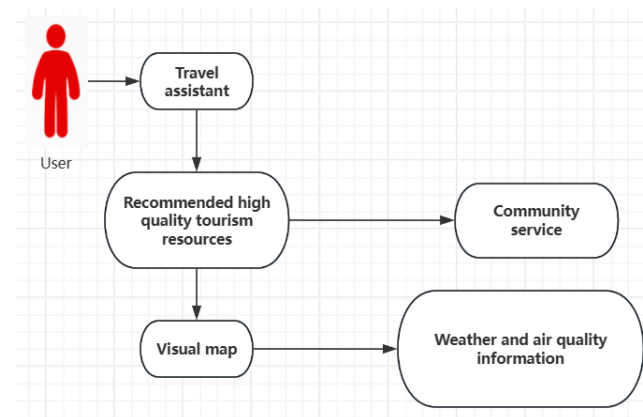 Travel
assistant
User
Recommended high
quality tourism
resources
Community
service
Visual map
Weather and air quality
information